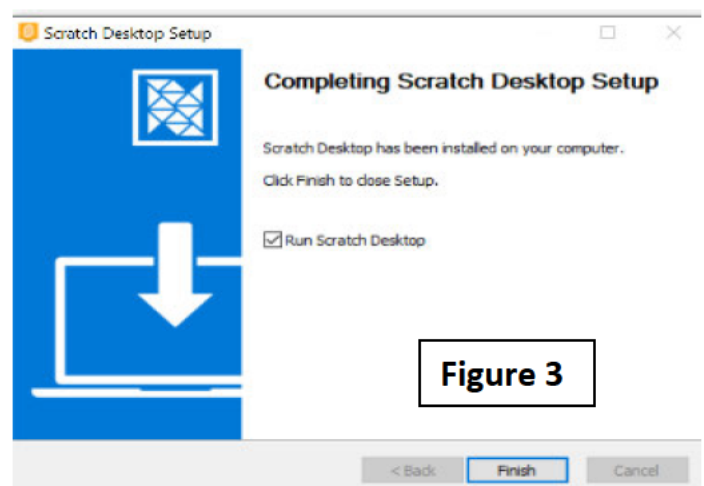 Scratch Desktop Setup
Completing Scratch Desktop Setup
Scratch Desktop has been installed on your computer.
Click Finish to close Setup.
Run Scratch Desktop
Figure 3
< Back Finish Cancel